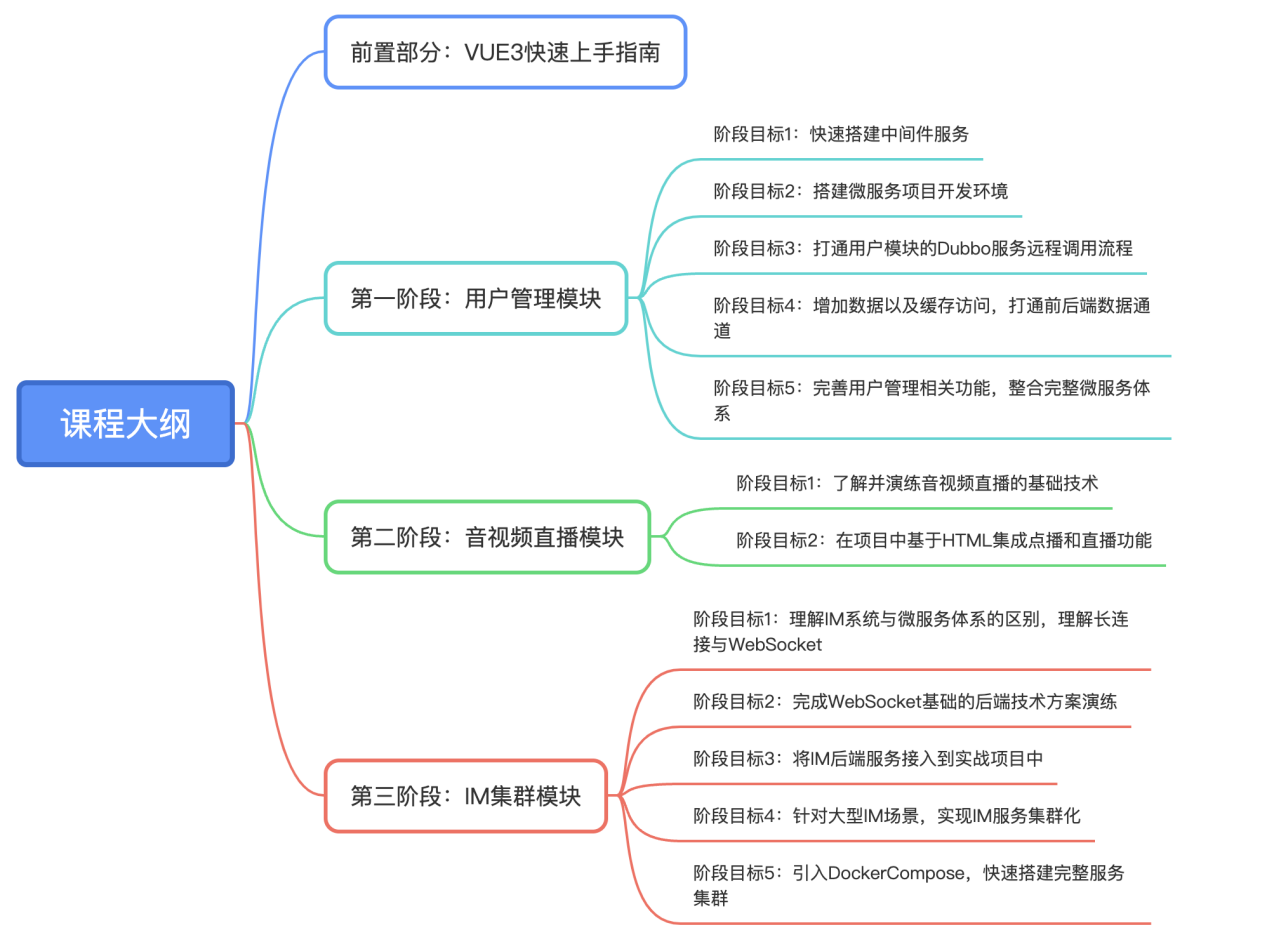 课程大纲
前置部分：VUE3快速上手指南
第一阶段：用户管理模块
阶段目标1：快速搭建中间件服务
阶段目标2：搭建微服务项目开发环境
阶段目标3：打通用户模块的Dubbo服务远程调用流程
阶段目标4：增加数据以及缓存访问，打通前后端数据通
道
阶段目标5：完善用户管理相关功能，整合完整微服务体
系
第二阶段：音视频直播模块
阶段目标1：了解并演练音视频直播的基础技术
阶段目标2：在项目中基于HTML集成点播和直播功能
第三阶段：IM集群模块
阶段目标1：理解IM系统与微服务体系的区别，理解长连
接与WebSocket
阶段目标2：完成WebSocket基础的后端技术方案演练
阶段目标3：将IM后端服务接入到实战项目中
阶段目标4：针对大型IM场景，实现IM服务集群化
阶段目标5：引入DockerCompose，快速搭建完整服务
集群